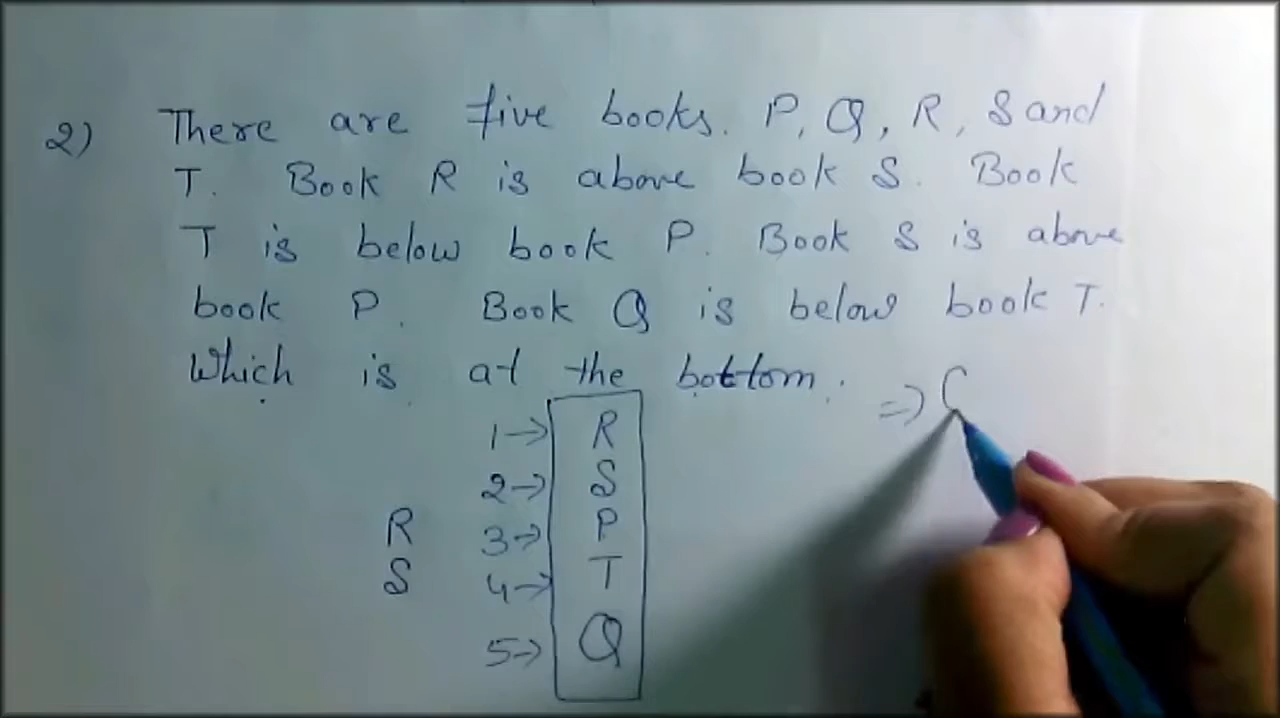 2) There are five books. P, Q, R, S and
T. Book R is above book S. Book
T is below book P. Book S is above
book P. Book Q is below book T.
Which is at the bottom. => (
1-> R
2-> S
R 3-> P
S 4-> T
5-> Q